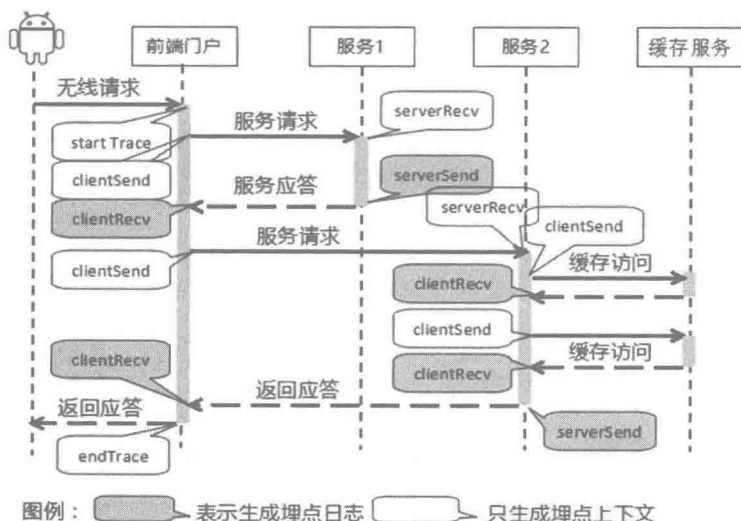 前端门户
服务1
服务2
缓存服务
无线请求
serverRecv
服务请求
start Trace
clientSend
服务应答
serverSend
clientRecv
serverRecv
clientSend
服务请求
clientSend
缓存访问
clientRecv
clientSend
缓存访问
clientRecv
clientRecv
返回应答
返回应答
serverSend
endTrace
图例： 表示生成埋点日志 只生成埋点上下文